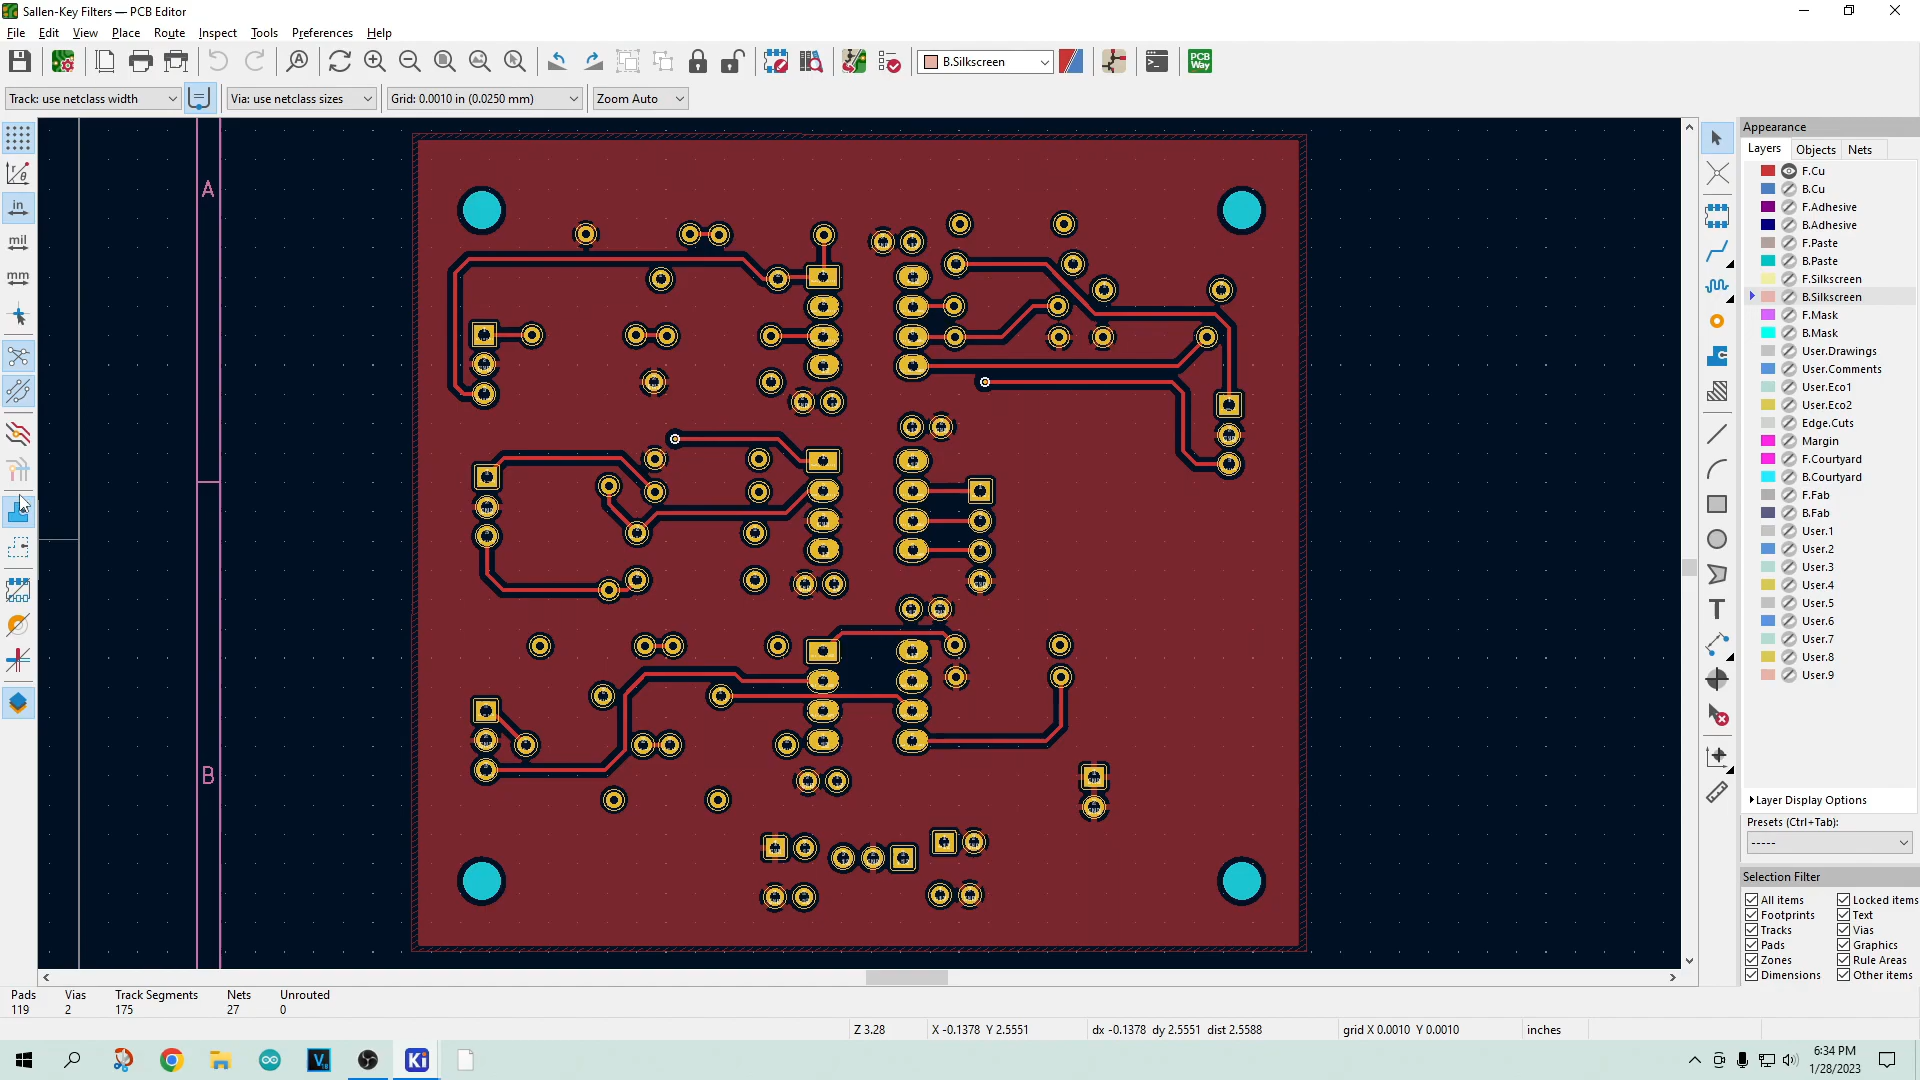 Sallen-Key Filters — PCB Editor
File Edit View Place Route Inspect Tools Preferences Help
B.Silkscreen
PCB
Way
Track: use netclass width
Via: use netclass sizes
Grid: 0.0010 in (0.0250 mm)
Zoom Auto
in
mil
mm
A
B
Appearance
Layers Objects Nets
F.Cu
B.Cu
F.Adhesive
B.Adhesive
F.Paste
B.Paste
F.Silkscreen
B.Silkscreen
F.Mask
B.Mask
User.Drawings
User.Comments
User.Eco1
User.Eco2
Edge.Cuts
Margin
F.Courtyard
B.Courtyard
F.Fab
B.Fab
User.1
User.2
User.3
User.4
User.5
User.6
User.7
User.8
User.9
Layer Display Options
Presets (Ctrl+Tab):
-----
Selection Filter
All items Locked items
Footprints Text
Tracks Vias
Pads Graphics
Zones Rule Areas
Dimensions Other items
Pads Vias Track Segments Nets Unrouted
119 2 175 27 0
Z 3.28 X -0.1378 Y 2.5551 dx -0.1378 dy 2.5551 dist 2.5588 grid X 0.0010 Y 0.0010 inches
Ki
6:34 PM
1/28/2023